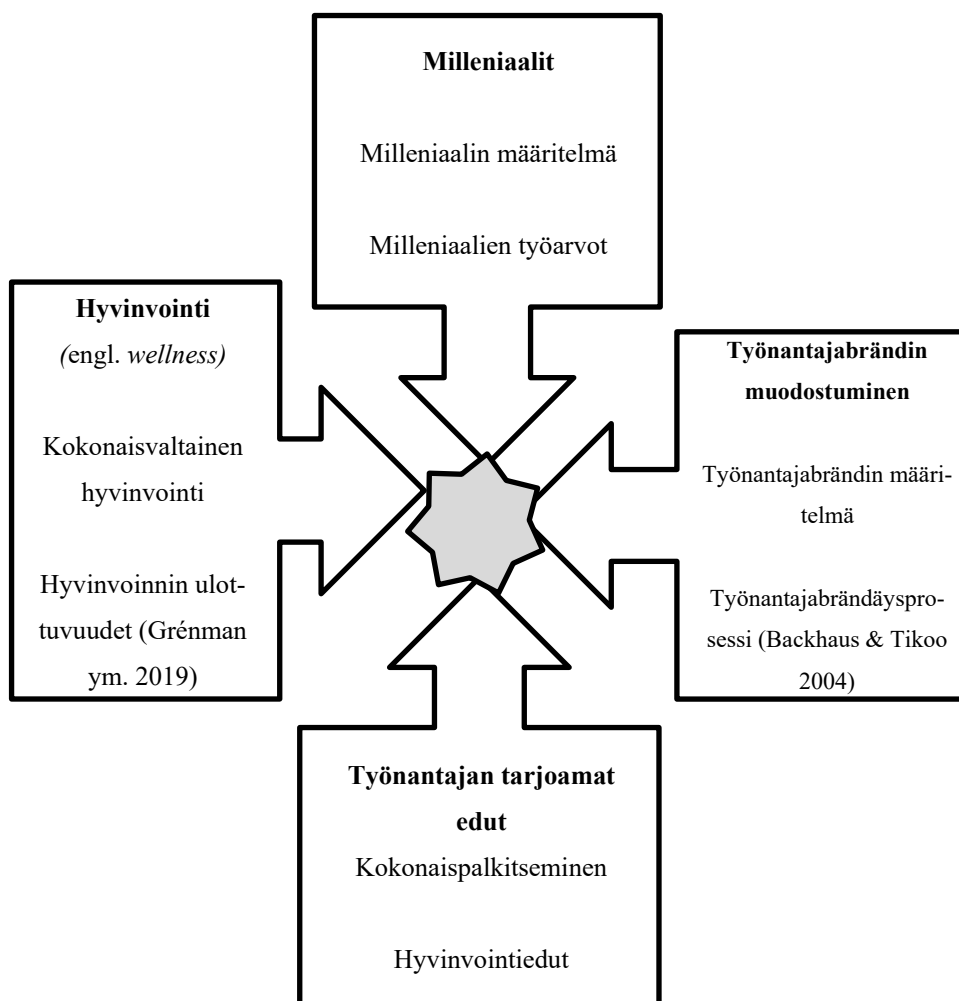 Milleniaalit
Milleniaalin määritelmä
Milleniaalien työarvot
Hyvinvointi
(engl. wellness)
Kokonaisvaltainen
hyvinvointi
Hyvinvoinnin ulot-
tuvuudet (Grénman
ym. 2019)
Työnantajabrändin
muodostuminen
Työnantajabrändin määri-
telmä
Työnantajabrändäyspro-
sessi (Backhaus & Tikoo
2004)
Työnantajan tarjoamat
edut
Kokonaispalkitseminen
Hyvinvointiedut